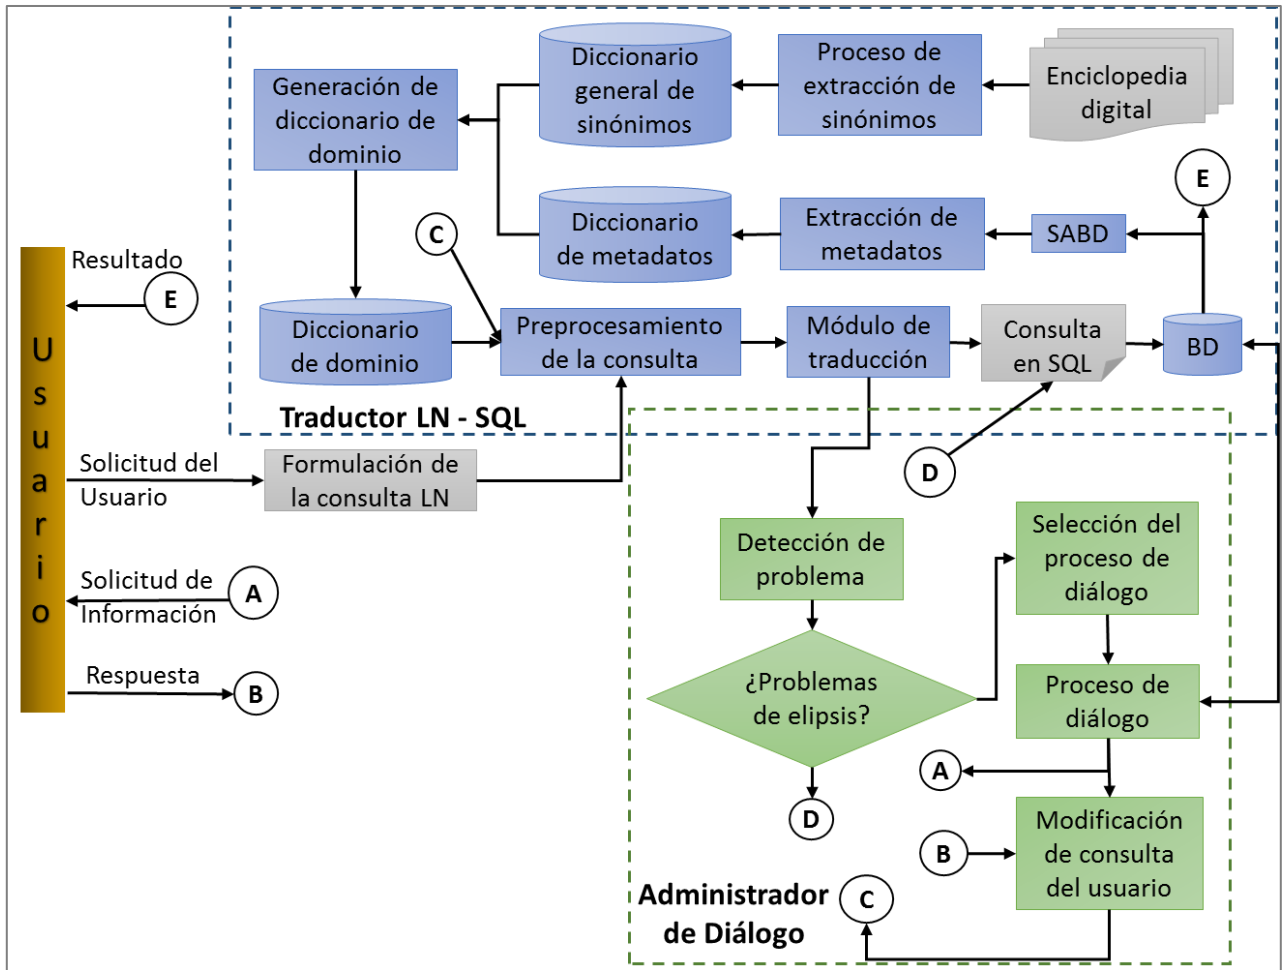 Generación de
diccionario de
dominio
Diccionario
general de
sinónimos
Proceso de
extracción de
sinónimos
Enciclopedia
digital
E
C
Diccionario
de metadatos
Extracción de
metadatos
SABD
Resultado
E
Diccionario
de dominio
Preprocesamiento
de la consulta
Módulo de
traducción
Consulta
en SQL
BD
Usuario
Traductor LN - SQL
Solicitud del
Usuario
Formulación de
la consulta LN
D
Detección de
problema
Selección del
proceso de
diálogo
Solicitud de
Información
A
¿Problemas
de elipsis?
Proceso de
diálogo
Respuesta
B
A
D
Modificación
de consulta
del usuario
B
Administrador
de Diálogo
C